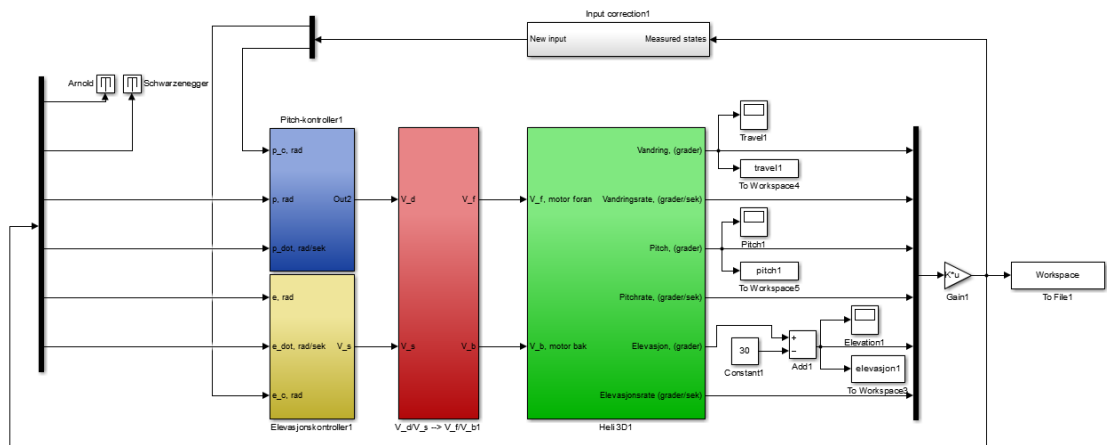 Input correction1
New input
Measured states
Arnold
Schwarzenegger
Pitch-kontroller1
p_c, rad
p, rad
Out2
p_dot, rad/sek
e, rad
e_dot, rad/sek
V_s
e_c, rad
Elevasjonskontroller1
V_d
V_f
V_s
V_b
V_d/V_s --> V_f/V_b1
V_f, motor foran
V_b, motor bak
Vandring, (grader)
Vandringsrate, (grader/sek)
Pitch, (grader)
Pitchrate, (grader/sek)
Elevasjon, (grader)
Elevasjonsrate (grader/sek)
Heli 3D1
Travel1
travel1
To Workspace4
Pitch1
pitch1
To Workspace5
30
Constant1
+
−
Add1
Elevation1
elevasjon1
To Workspace3
K*u
Gain1
Workspace
To File1